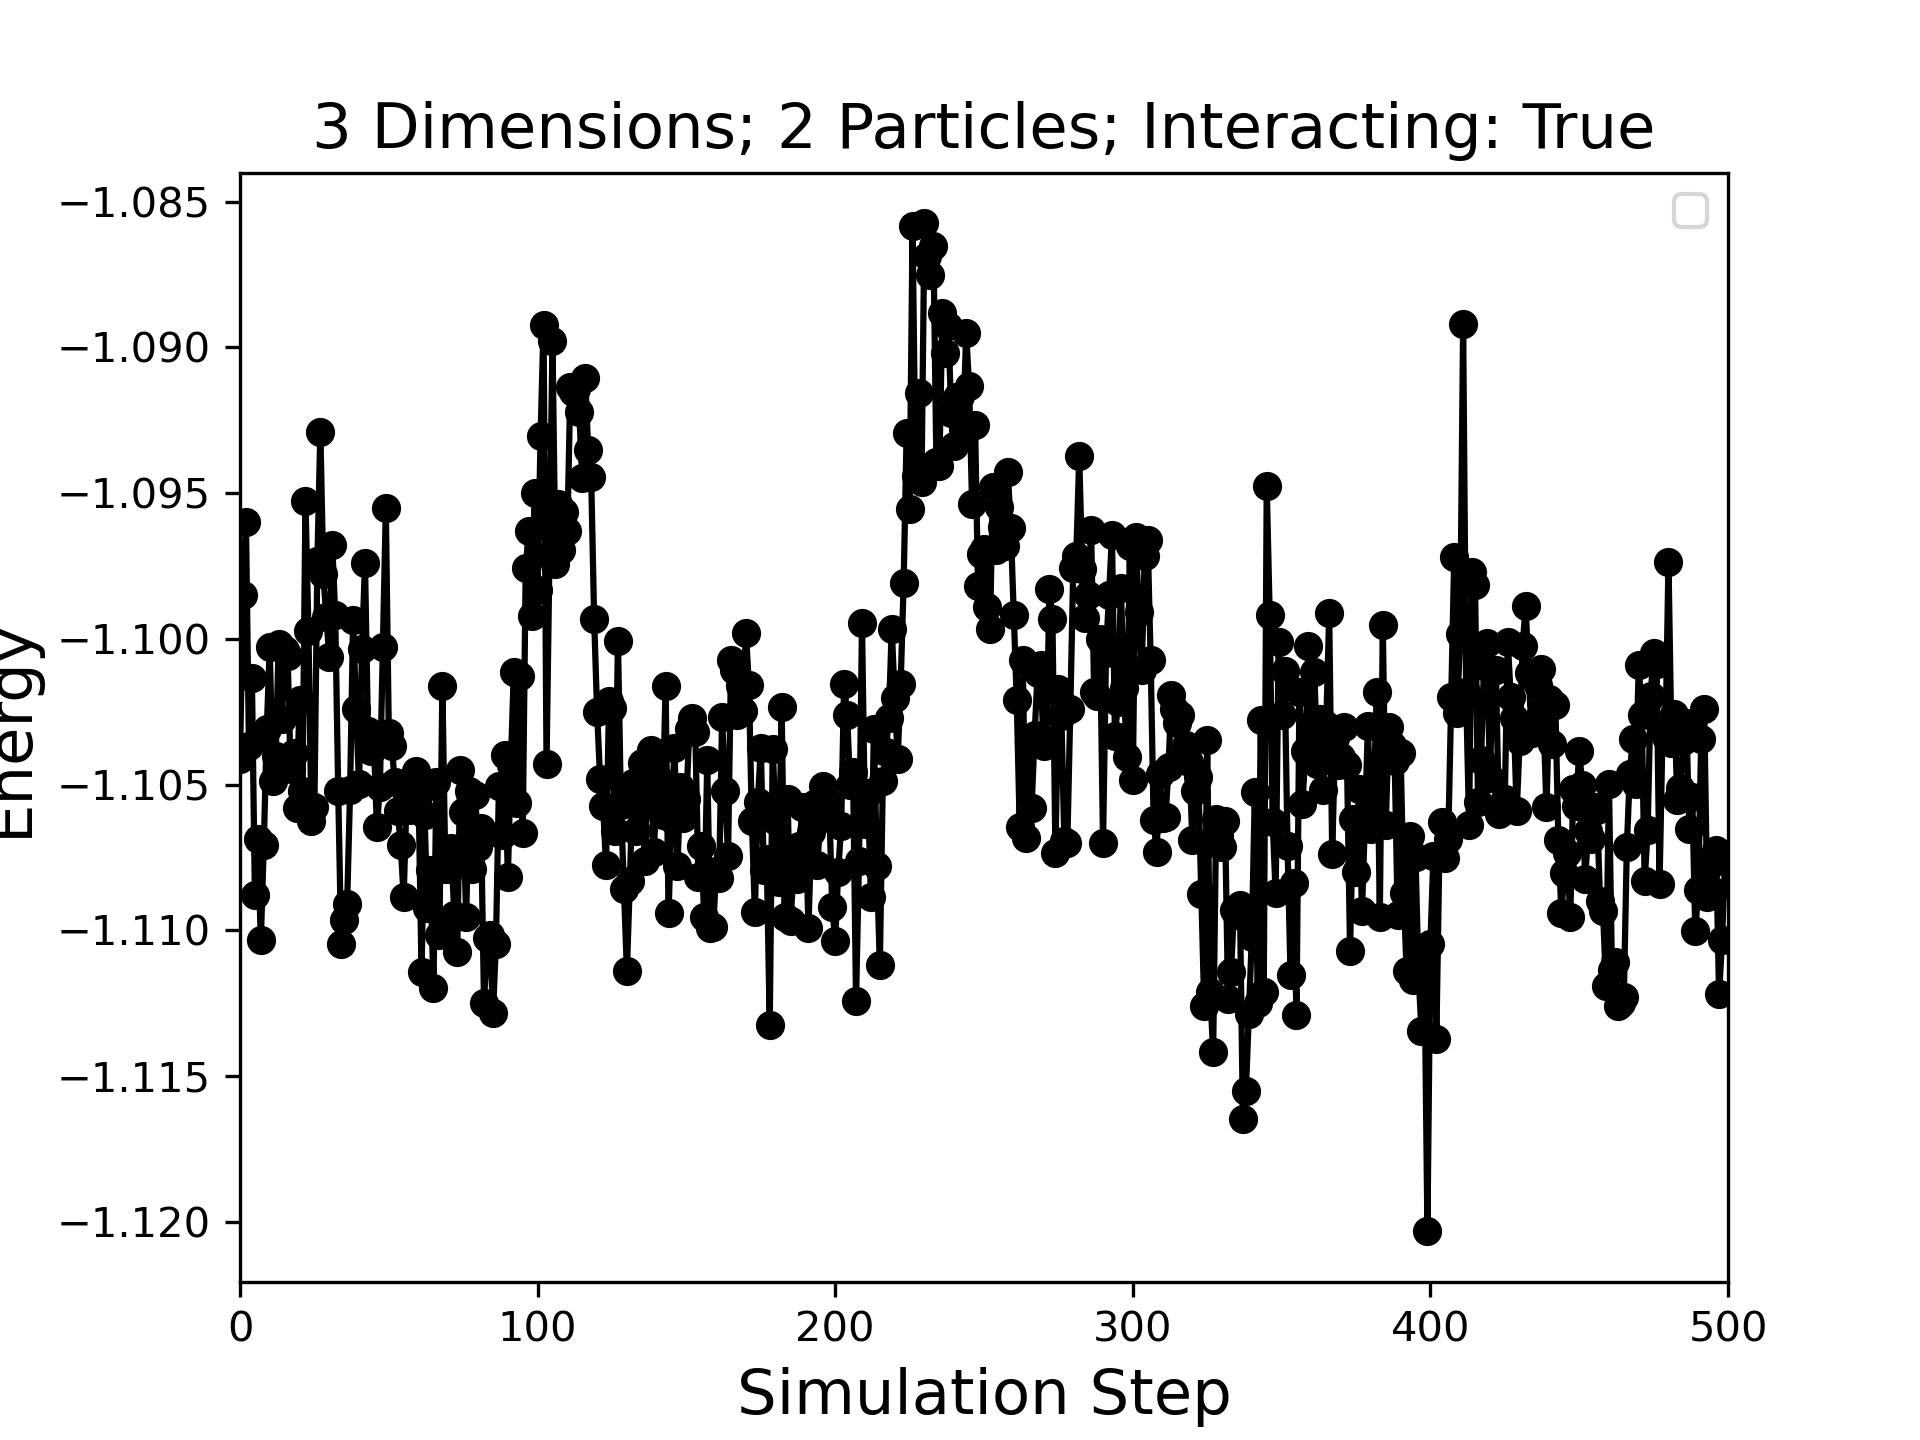 3 Dimensions; 2 Particles; Interacting: True
−1.085
−1.090
−1.095
−1.100
−1.105
−1.110
−1.115
−1.120
Energy
0 100 200 300 400 500
Simulation Step